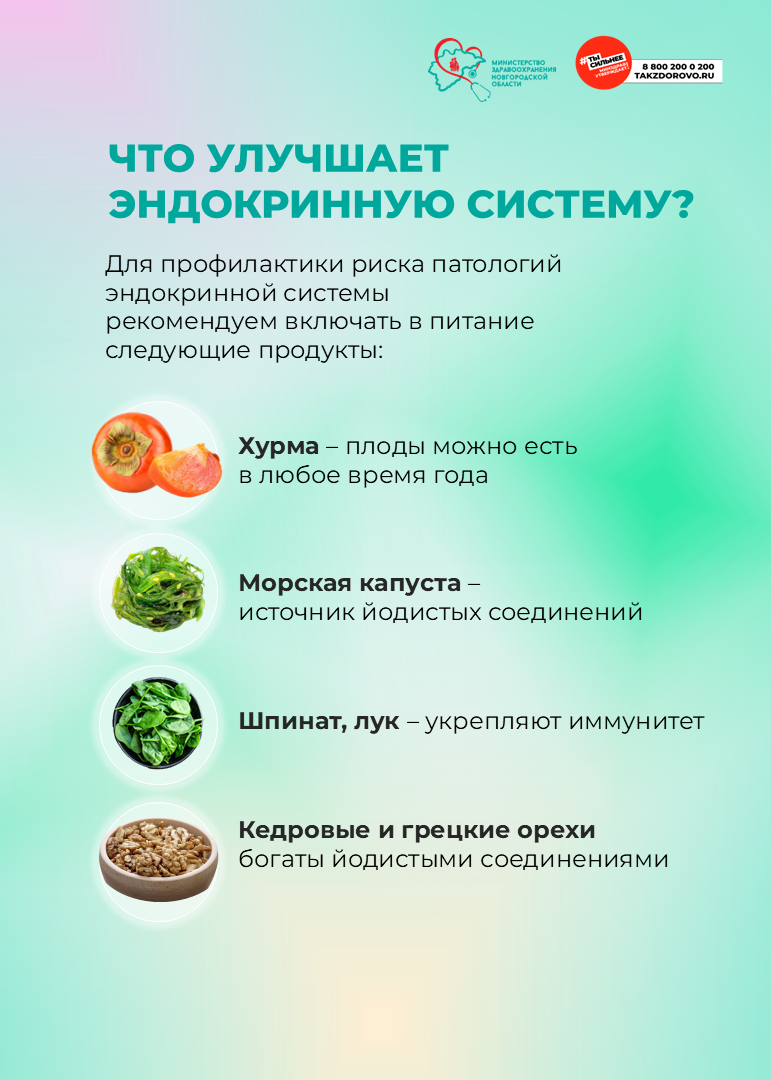 МИНИСТЕРСТВО
ЗДРАВООХРАНЕНИЯ
НОВГОРОДСКОЙ
ОБЛАСТИ
#ТЫ
СИЛЬНЕЕ
МИНЗДРАВ
УТВЕРЖДАЕТ!
8 800 200 0 200
TAKZDOROVO.RU
ЧТО УЛУЧШАЕТ
ЭНДОКРИННУЮ СИСТЕМУ?
Для профилактики риска патологий
эндокринной системы
рекомендуем включать в питание
следующие продукты:
Хурма – плоды можно есть
в любое время года
Морская капуста –
источник йодистых соединений
Шпинат, лук – укрепляют иммунитет
Кедровые и грецкие орехи
богаты йодистыми соединениями